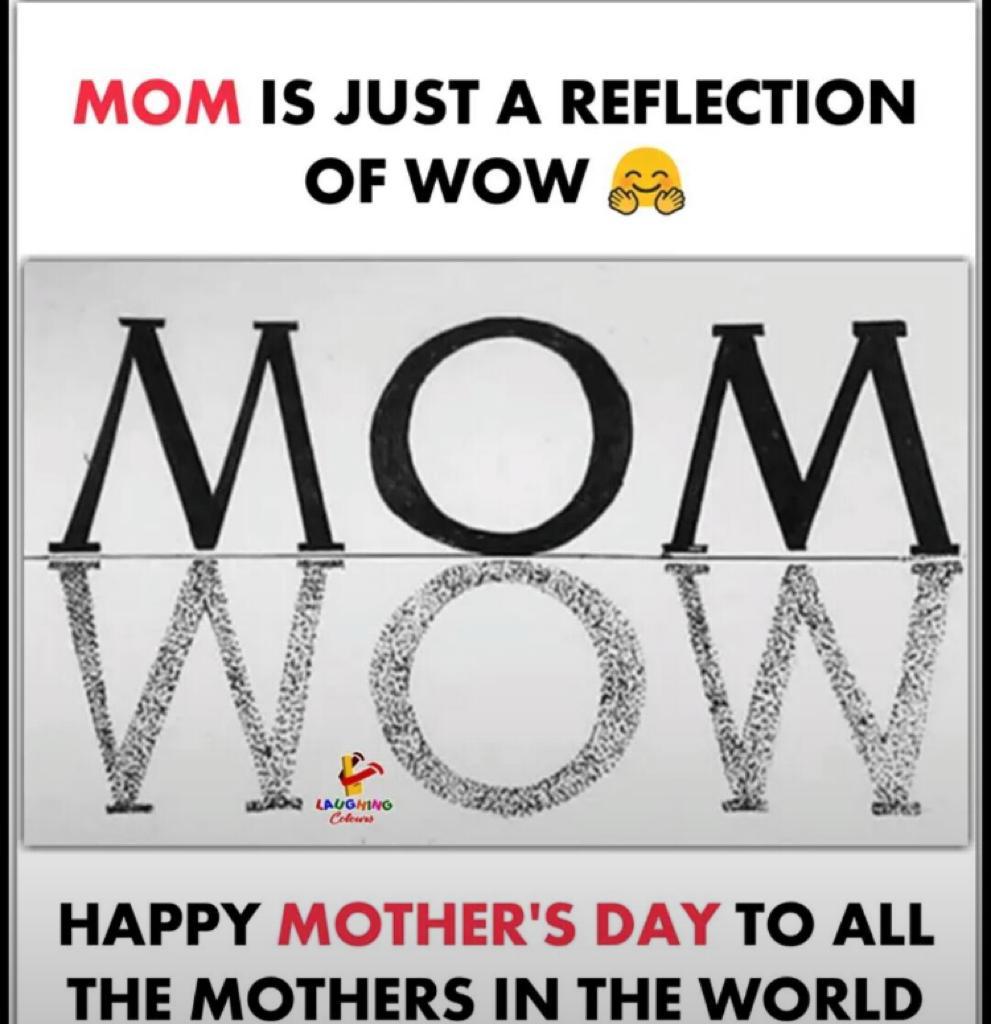 MOM IS JUST A REFLECTION
OF WOW 🤗
MOM
WOW
LAUGHING
Colours
HAPPY MOTHER'S DAY TO ALL
THE MOTHERS IN THE WORLD